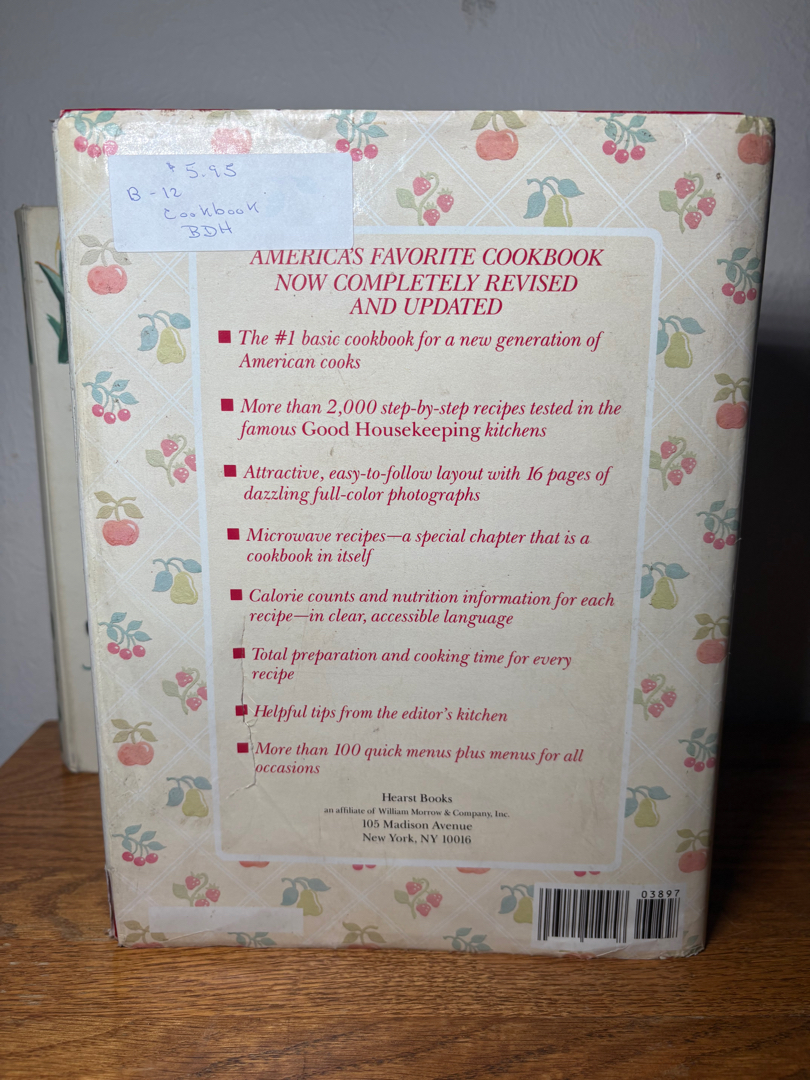 $ 5.95
B-12
Cookbook
BDH
AMERICA'S FAVORITE COOKBOOK
NOW COMPLETELY REVISED
AND UPDATED
■ The #1 basic cookbook for a new generation of
American cooks
■ More than 2,000 step-by-step recipes tested in the
famous Good Housekeeping kitchens
■ Attractive, easy-to-follow layout with 16 pages of
dazzling full-color photographs
■ Microwave recipes—a special chapter that is a
cookbook in itself
■ Calorie counts and nutrition information for each
recipe—in clear, accessible language
■ Total preparation and cooking time for every
recipe
■ Helpful tips from the editor's kitchen
■ More than 100 quick menus plus menus for all
occasions
Hearst Books
an affiliate of William Morrow & Company, Inc.
105 Madison Avenue
New York, NY 10016
03897